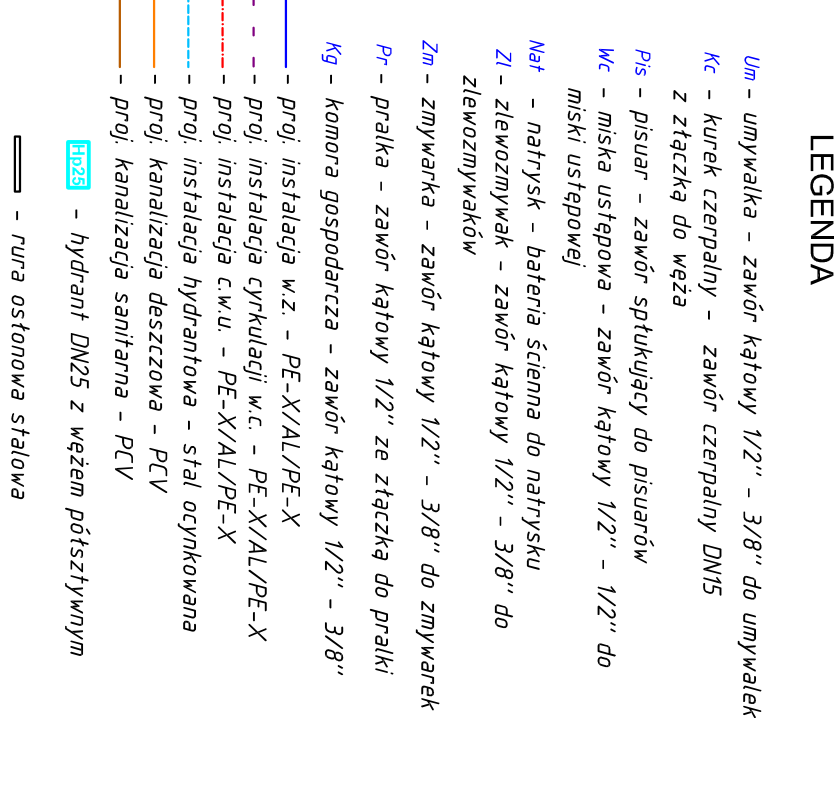 LEGENDA
Um - umywalka - zawór kątowy 1/2" - 3/8" do umywalek
Kc - kurek czerpalny - zawór czerpalny DN15
z złączką do węża
Pis - pisuar - zawór spłukujący do pisuarów
Wc - miska ustępowa - zawór kątowy 1/2" - 1/2" do
miski ustępowej
Nat - natrysk - bateria ścienna do natrysku
Zl - zlewozmywak - zawór kątowy 1/2" - 3/8" do
zlewozmywaków
Zm - zmywarka - zawór kątowy 1/2" - 3/8" do zmywarek
Pr - pralka - zawór kątowy 1/2" ze złączką do pralki
Kg - komora gospodarcza - zawór kątowy 1/2" - 3/8"
- proj. instalacja w.z. - PE-X/AL/PE-X
- proj. instalacja cyrkulacji w.c. - PE-X/AL/PE-X
- proj. instalacja c.w.u. - PE-X/AL/PE-X
- proj. instalacja hydrantowa - stal ocynkowana
- proj. kanalizacja deszczowa - PCV
- proj. kanalizacja sanitarna - PCV
Hp25 - hydrant DN25 z wężem półsztywnym
- rura osłonowa stalowa